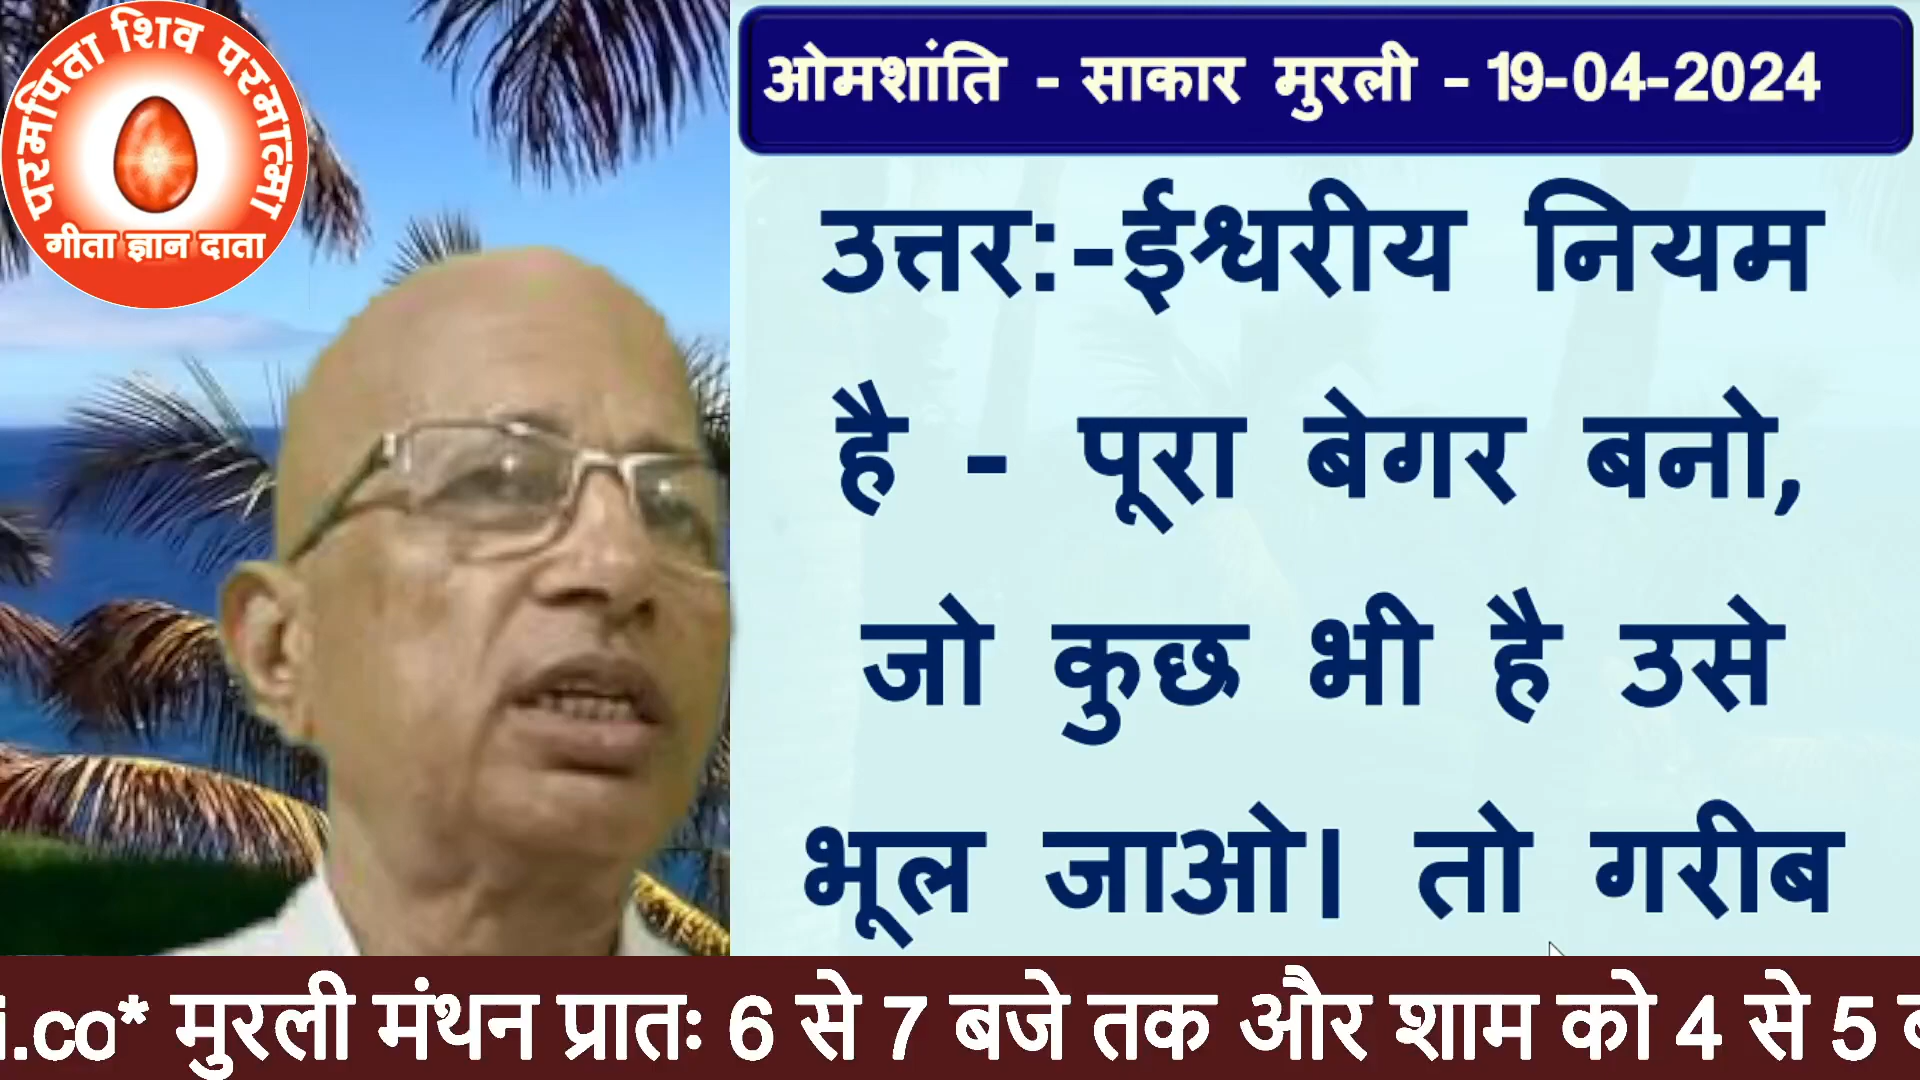 परमपिता शिव परमात्मा
गीता ज्ञान दाता
ओमशांति - साकार मुरली - 19-04-2024
उत्तर:-ईश्वरीय नियम
है - पूरा बेगर बनो,
जो कुछ भी है उसे
भूल जाओ। तो गरीब
i.co* मुरली मंथन प्रातः 6 से 7 बजे तक और शाम को 4 से 5